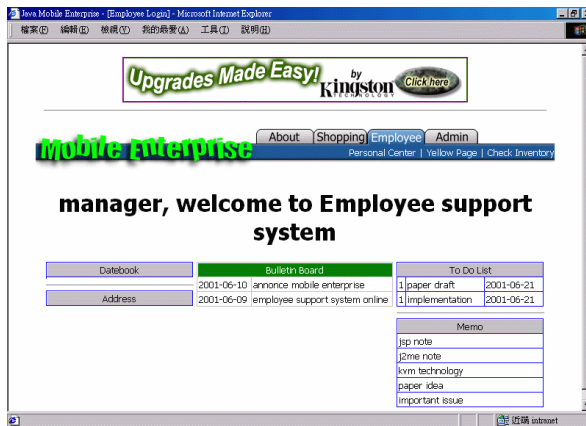 Java Mobile Enterprise - [Employee Login] - Microsoft Internet Explorer
檔案(F) 編輯(E) 檢視(V) 我的最愛(A) 工具(T) 說明(H)
Upgrades Made Easy! by Kingston TECHNOLOGY Click here
Mobile Enterprise
About Shopping Employee Admin
Personal Center | Yellow Page | Check Inventory
manager, welcome to Employee support
system
Datebook
Address
Bulletin Board
2001-06-10 annonce mobile enterprise
2001-06-09 employee support system online
To Do List
1 paper draft 2001-06-21
1 implementation 2001-06-21
Memo
jsp note
j2me note
kvm technology
paper idea
important issue
近端 intranet